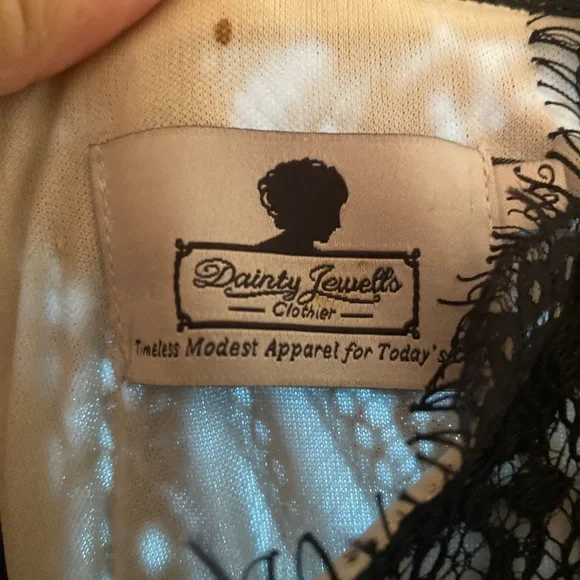 Dainty Jewell's
Clothier
Timeless Modest Apparel for Today's